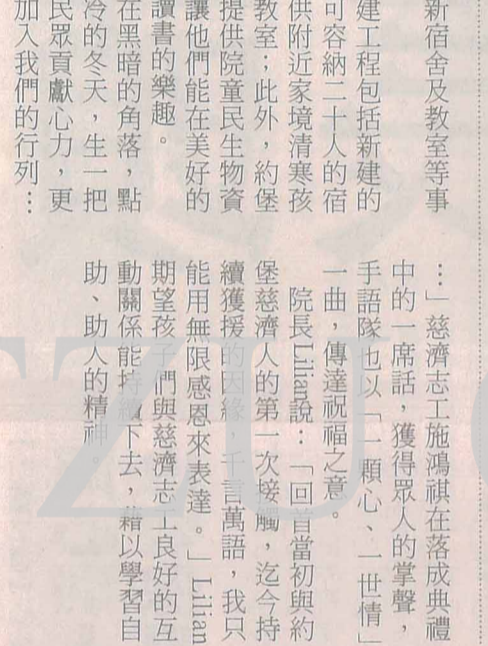 新宿舍及教室等事
建工程包括新建的
可容納二十人的宿
供附近家境清寒孩
教室；此外，約堡
提供院童民生物資
讓他們能在美好的
讀書的樂趣。
在黑暗的角落，點
冷的冬天，生一把
民眾貢獻心力，更
加入我們的行列…
…」慈濟志工施鴻祺在落成典禮
中的一席話，獲得眾人的掌聲，
手語隊也以「一顆心、一世情」
一曲，傳達祝福之意。
院長Lilian說：「回首當初與約
堡慈濟人的第一次接觸，迄今持
續獲援的因緣，千言萬語，我只
能用無限感恩來表達。」Lilian
期望孩子們與慈濟志工良好的互
動關係能持續下去，藉以學習自
助、助人的精神。
TZU